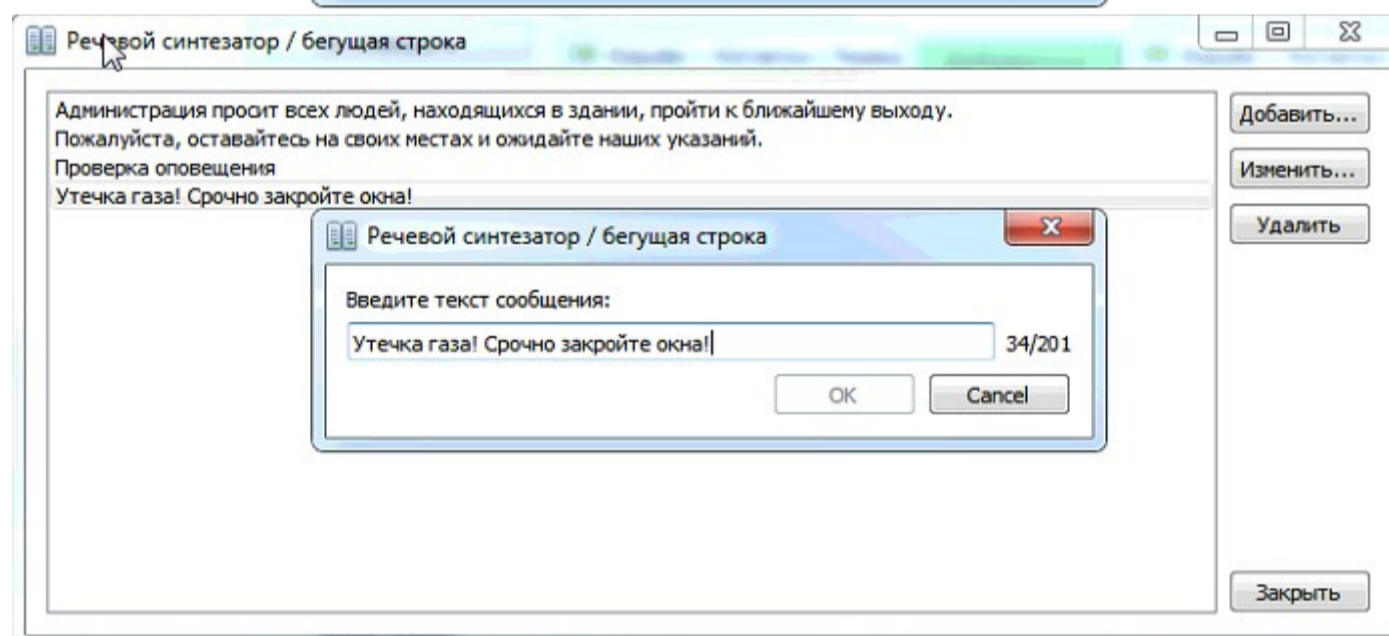 Речевой синтезатор / бегущая строка
Администрация просит всех людей, находящихся в здании, пройти к ближайшему выходу.
Пожалуйста, оставайтесь на своих местах и ожидайте наших указаний.
Проверка оповещения
Утечка газа! Срочно закройте окна!
Добавить...
Изменить...
Удалить
Речевой синтезатор / бегущая строка
Введите текст сообщения:
Утечка газа! Срочно закройте окна!
34/201
OK
Cancel
Закрыть